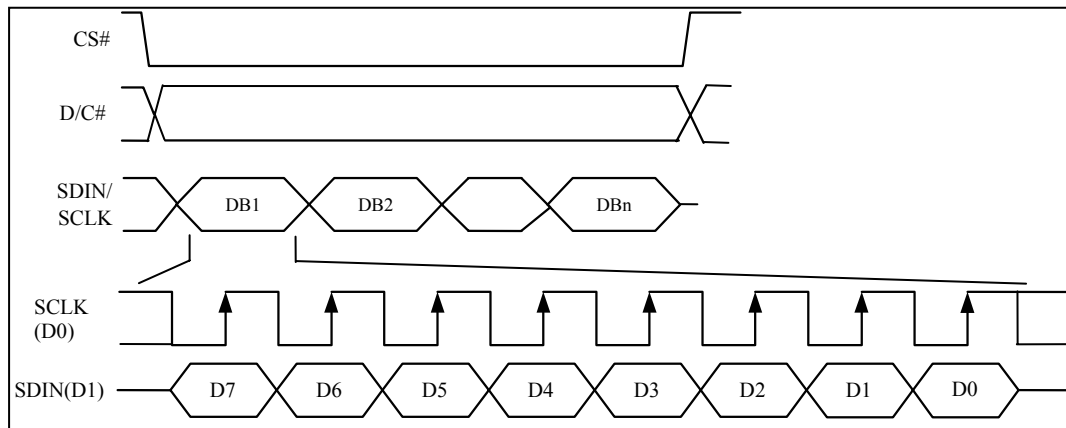 CS#
D/C#
SDIN/
SCLK
DB1 DB2 DBn
SCLK
(D0)
SDIN(D1) D7 D6 D5 D4 D3 D2 D1 D0